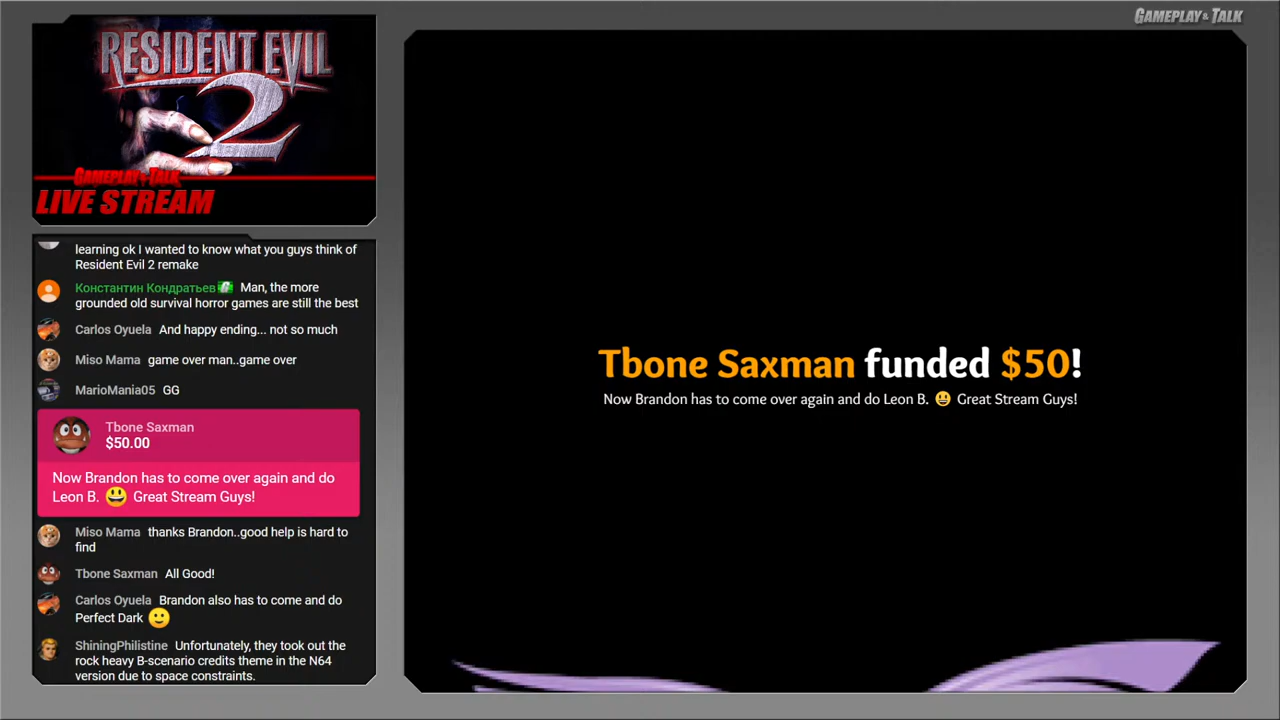 GAMEPLAY & TALK
RESIDENT EVIL
2
GAMEPLAY & TALK
LIVE STREAM
learning ok I wanted to know what you guys think of
Resident Evil 2 remake
Константин Кондратьев Man, the more
grounded old survival horror games are still the best
Carlos Oyuela And happy ending... not so much
Miso Mama game over man..game over
MarioMania05 GG
Tbone Saxman
$50.00
Now Brandon has to come over again and do
Leon B. 😃 Great Stream Guys!
Miso Mama thanks Brandon..good help is hard to
find
Tbone Saxman All Good!
Carlos Oyuela Brandon also has to come and do
Perfect Dark 🙂
ShiningPhilistine Unfortunately, they took out the
rock heavy B-scenario credits theme in the N64
version due to space constraints.
Tbone Saxman funded $50!
Now Brandon has to come over again and do Leon B. 😃 Great Stream Guys!